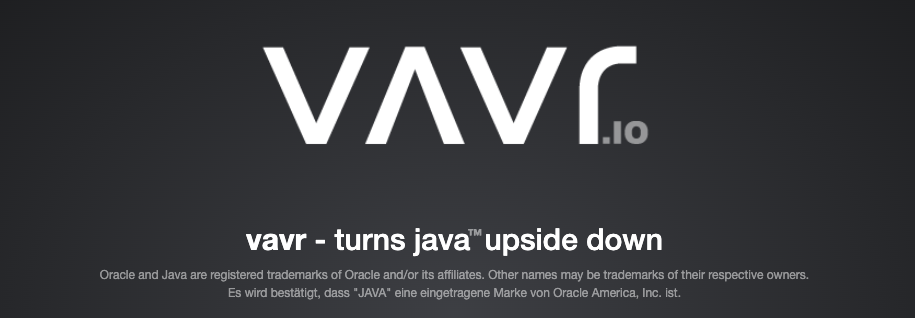 vavr.io
vavr - turns java™ upside down
Oracle and Java are registered trademarks of Oracle and/or its affiliates. Other names may be trademarks of their respective owners.
Es wird bestätigt, dass "JAVA" eine eingetragene Marke von Oracle America, Inc. ist.